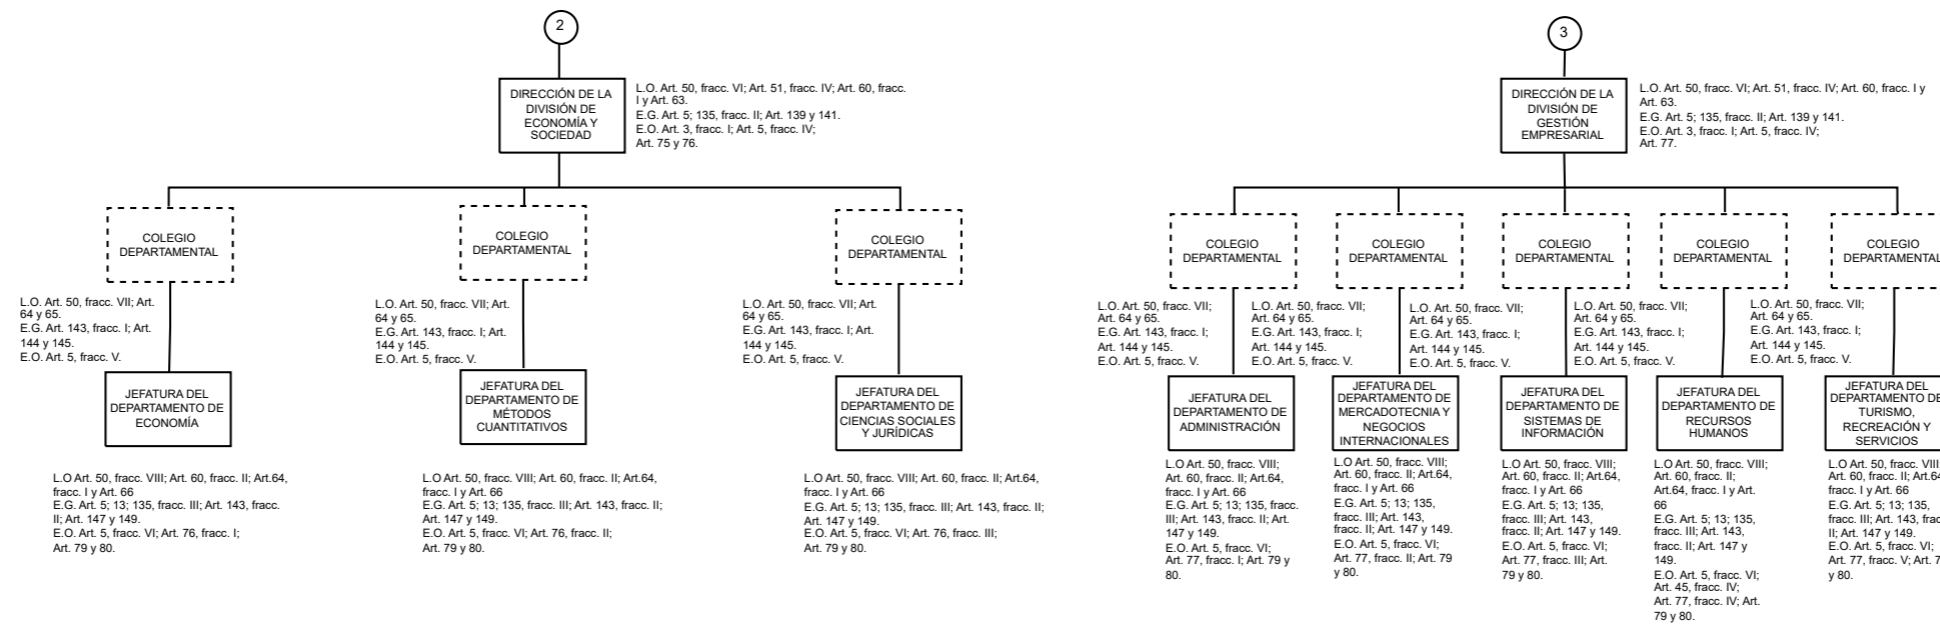 2
DIRECCIÓN DE LA
DIVISIÓN DE
ECONOMÍA Y
SOCIEDAD
L.O. Art. 50, fracc. VI; Art. 51, fracc. IV; Art. 60, fracc.
I y Art. 63.
E.G. Art. 5; 135, fracc. II; Art. 139 y 141.
E.O. Art. 3, fracc. I; Art. 5, fracc. IV;
Art. 75 y 76.
COLEGIO
DEPARTAMENTAL
COLEGIO
DEPARTAMENTAL
COLEGIO
DEPARTAMENTAL
L.O. Art. 50, fracc. VII; Art.
64 y 65.
E.G. Art. 143, fracc. I; Art.
144 y 145.
E.O. Art. 5, fracc. V.
L.O. Art. 50, fracc. VII; Art.
64 y 65.
E.G. Art. 143, fracc. I; Art.
144 y 145.
E.O. Art. 5, fracc. V.
L.O. Art. 50, fracc. VII; Art.
64 y 65.
E.G. Art. 143, fracc. I; Art.
144 y 145.
E.O. Art. 5, fracc. V.
JEFATURA DEL
DEPARTAMENTO DE
ECONOMÍA
JEFATURA DEL
DEPARTAMENTO DE
MÉTODOS
CUANTITATIVOS
JEFATURA DEL
DEPARTAMENTO DE
CIENCIAS SOCIALES
Y JURÍDICAS
L.O Art. 50, fracc. VIII; Art. 60, fracc. II; Art.64,
fracc. I y Art. 66
E.G. Art. 5; 13; 135, fracc. III; Art. 143, fracc.
II; Art. 147 y 149.
E.O. Art. 5, fracc. VI; Art. 76, fracc. I;
Art. 79 y 80.
L.O Art. 50, fracc. VIII; Art. 60, fracc. II; Art.64,
fracc. I y Art. 66
E.G. Art. 5; 13; 135, fracc. III; Art. 143, fracc. II;
Art. 147 y 149.
E.O. Art. 5, fracc. VI; Art. 76, fracc. II;
Art. 79 y 80.
L.O Art. 50, fracc. VIII; Art. 60, fracc. II; Art.64,
fracc. I y Art. 66
E.G. Art. 5; 13; 135, fracc. III; Art. 143, fracc. II;
Art. 147 y 149.
E.O. Art. 5, fracc. VI; Art. 76, fracc. III;
Art. 79 y 80.
3
DIRECCIÓN DE LA
DIVISIÓN DE
GESTIÓN
EMPRESARIAL
L.O. Art. 50, fracc. VI; Art. 51, fracc. IV; Art. 60, fracc. I y
Art. 63.
E.G. Art. 5; 135, fracc. II; Art. 139 y 141.
E.O. Art. 3, fracc. I; Art. 5, fracc. IV;
Art. 77.
COLEGIO
DEPARTAMENTAL
COLEGIO
DEPARTAMENTAL
COLEGIO
DEPARTAMENTAL
COLEGIO
DEPARTAMENTAL
COLEGIO
DEPARTAMENTAL
L.O. Art. 50, fracc. VII;
Art. 64 y 65.
E.G. Art. 143, fracc. I;
Art. 144 y 145.
E.O. Art. 5, fracc. V.
L.O. Art. 50, fracc. VII;
Art. 64 y 65.
E.G. Art. 143, fracc. I;
Art. 144 y 145.
E.O. Art. 5, fracc. V.
L.O. Art. 50, fracc. VII;
Art. 64 y 65.
E.G. Art. 143, fracc. I;
Art. 144 y 145.
E.O. Art. 5, fracc. V.
L.O. Art. 50, fracc. VII;
Art. 64 y 65.
E.G. Art. 143, fracc. I;
Art. 144 y 145.
E.O. Art. 5, fracc. V.
L.O. Art. 50, fracc. VII;
Art. 64 y 65.
E.G. Art. 143, fracc. I;
Art. 144 y 145.
E.O. Art. 5, fracc. V.
JEFATURA DEL
DEPARTAMENTO DE
ADMINISTRACIÓN
JEFATURA DEL
DEPARTAMENTO DE
MERCADOTECNIA Y
NEGOCIOS
INTERNACIONALES
JEFATURA DEL
DEPARTAMENTO DE
SISTEMAS DE
INFORMACIÓN
JEFATURA DEL
DEPARTAMENTO DE
RECURSOS
HUMANOS
JEFATURA DEL
DEPARTAMENTO DE
TURISMO,
RECREACIÓN Y
SERVICIOS
L.O Art. 50, fracc. VIII;
Art. 60, fracc. II; Art.64,
fracc. I y Art. 66
E.G. Art. 5; 13; 135, fracc.
III; Art. 143, fracc. II; Art.
147 y 149.
E.O. Art. 5, fracc. VI;
Art. 77, fracc. I; Art. 79 y
80.
L.O Art. 50, fracc. VIII;
Art. 60, fracc. II; Art.64,
fracc. I y Art. 66
E.G. Art. 5; 13; 135,
fracc. III; Art. 143,
fracc. II; Art. 147 y 149.
E.O. Art. 5, fracc. VI;
Art. 77, fracc. II; Art. 79
y 80.
L.O Art. 50, fracc. VIII;
Art. 60, fracc. II; Art.64,
fracc. I y Art. 66
E.G. Art. 5; 13; 135,
fracc. III; Art. 143,
fracc. II; Art. 147 y 149.
E.O. Art. 5, fracc. VI;
Art. 77, fracc. III; Art.
79 y 80.
L.O Art. 50, fracc. VIII;
Art. 60, fracc. II;
Art.64, fracc. I y Art.
66
E.G. Art. 5; 13; 135,
fracc. III; Art. 143,
fracc. II; Art. 147 y
149.
E.O. Art. 5, fracc. VI;
Art. 45, fracc. IV;
Art. 77, fracc. IV; Art.
79 y 80.
L.O Art. 50, fracc. VIII
Art. 60, fracc. II; Art.64
fracc. I y Art. 66
E.G. Art. 5; 13; 135,
fracc. III; Art. 143,
II; Art. 147 y 149.
E.O. Art. 5, fracc. VI;
Art. 77, fracc. V; Art.
y 80.